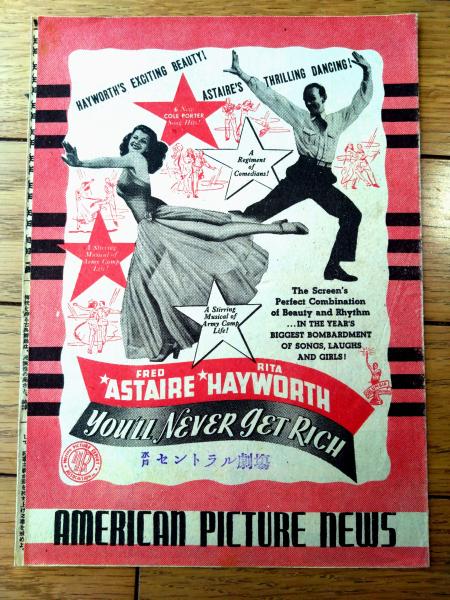 HAYWORTH'S EXCITING BEAUTY!
ASTAIRE'S THRILLING DANCING!
6 New
COLE PORTER
Song Hits!
A
Regiment
of
Comedians!
A Stirring
Musical of
Army Camp
Life!
A Stirring
Musical of
Army Camp
Life!
The Screen's
Perfect Combination
of Beauty and Rhythm
...IN THE YEAR'S
BIGGEST BOMBARDMENT
OF SONGS, LAUGHS
AND GIRLS!
FRED RITA
*ASTAIRE *HAYWORTH
YOU'LL NEVER GET RICH
水戸 セントラル劇場
AMERICAN PICTURE NEWS